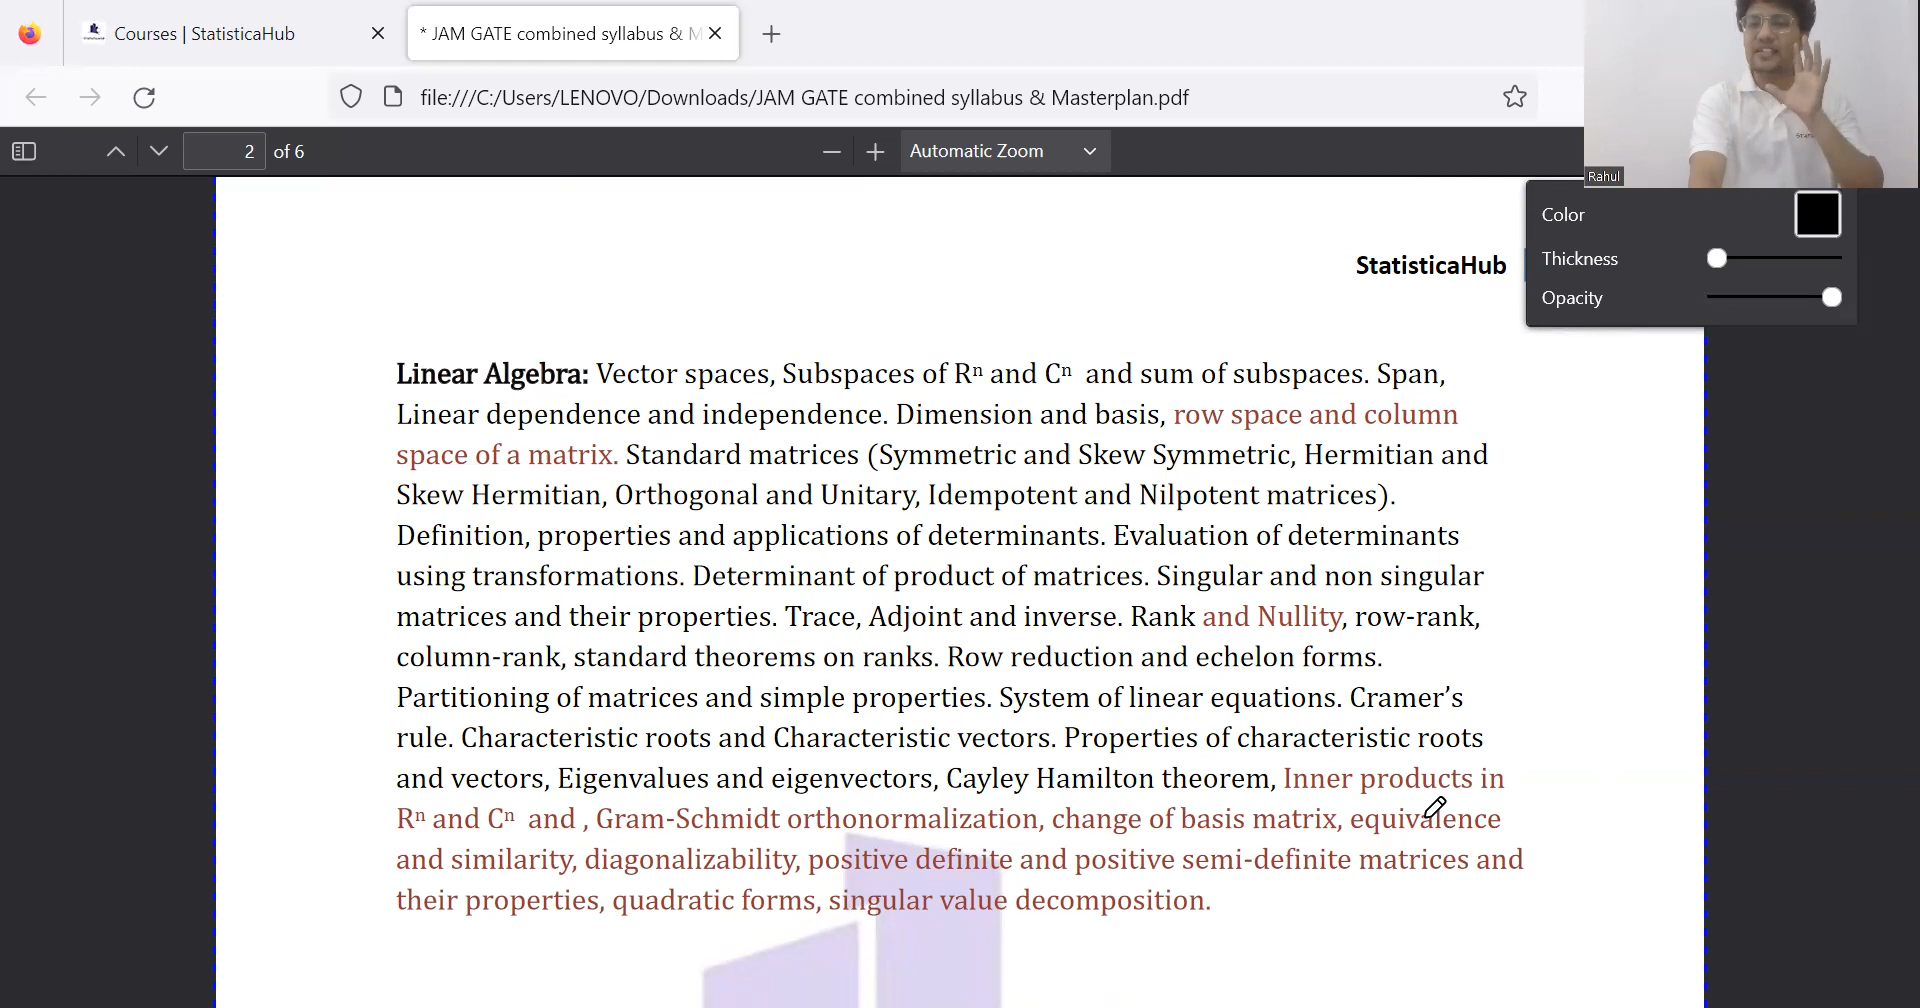 Courses | StatisticaHub
* JAM GATE combined syllabus & M
file:///C:/Users/LENOVO/Downloads/JAM GATE combined syllabus & Masterplan.pdf
2 of 6
Automatic Zoom
Rahul
Color
Thickness
Opacity
StatisticaHub
Linear Algebra: Vector spaces, Subspaces of Rⁿ and Cⁿ and sum of subspaces. Span,
Linear dependence and independence. Dimension and basis, row space and column
space of a matrix. Standard matrices (Symmetric and Skew Symmetric, Hermitian and
Skew Hermitian, Orthogonal and Unitary, Idempotent and Nilpotent matrices).
Definition, properties and applications of determinants. Evaluation of determinants
using transformations. Determinant of product of matrices. Singular and non singular
matrices and their properties. Trace, Adjoint and inverse. Rank and Nullity, row-rank,
column-rank, standard theorems on ranks. Row reduction and echelon forms.
Partitioning of matrices and simple properties. System of linear equations. Cramer’s
rule. Characteristic roots and Characteristic vectors. Properties of characteristic roots
and vectors, Eigenvalues and eigenvectors, Cayley Hamilton theorem, Inner products in
Rⁿ and Cⁿ and , Gram-Schmidt orthonormalization, change of basis matrix, equivalence
and similarity, diagonalizability, positive definite and positive semi-definite matrices and
their properties, quadratic forms, singular value decomposition.